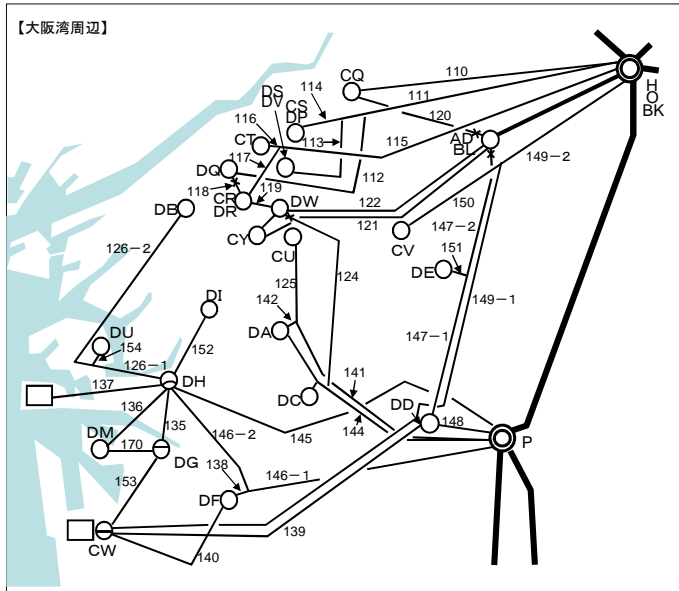 【大阪湾周辺】
CQ
110
H
O
BK
DS
DV
114
111
CS
DP
116
113
120
AD
BL
CT
117
115
149－2
DQ
112
118
119
CR
DR
DW
122
150
DB
121
147－2
CY
CV
126－2
CU
151
DE
124
125
149－1
DI
142
DU
DA
147－1
154
152
126－1
141
137
DH
DC
136
144
DD
148
135
145
P
DM
146－2
170
DG
138
146－1
153
DF
139
CW
140